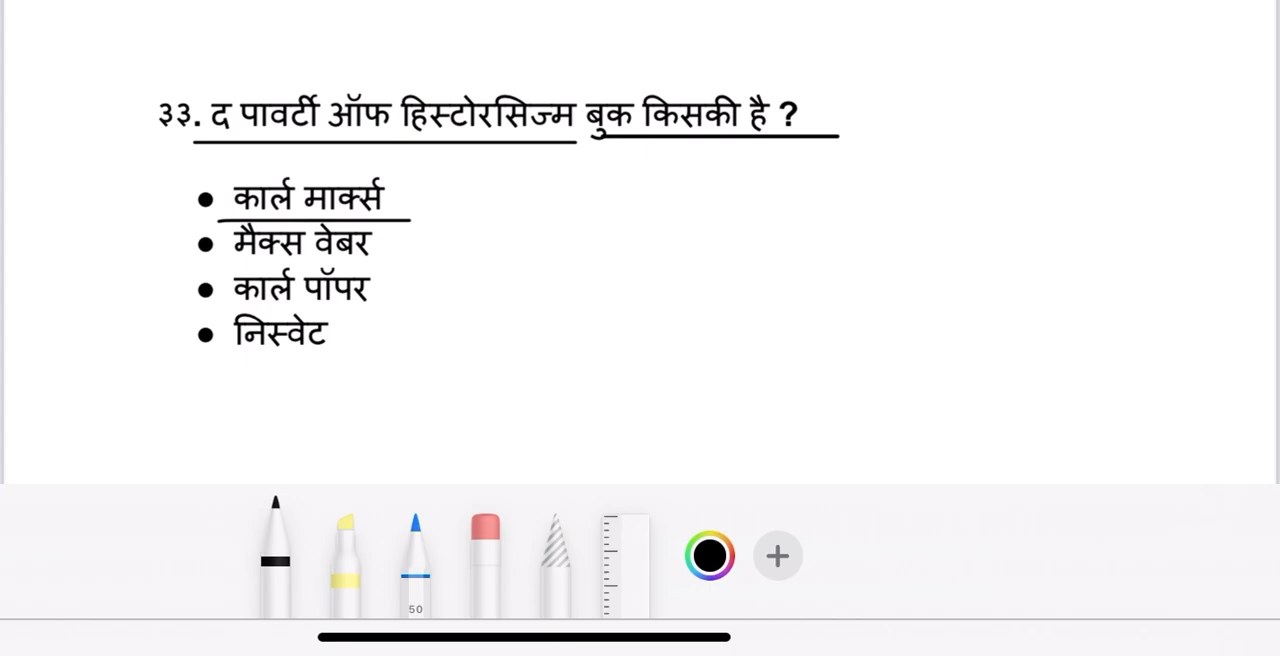 ३३. द पावर्टी ऑफ हिस्टोरसिज्म बुक किसकी है ?
● कार्ल मार्क्स
● मैक्स वेबर
● कार्ल पॉपर
● निस्वेट
50